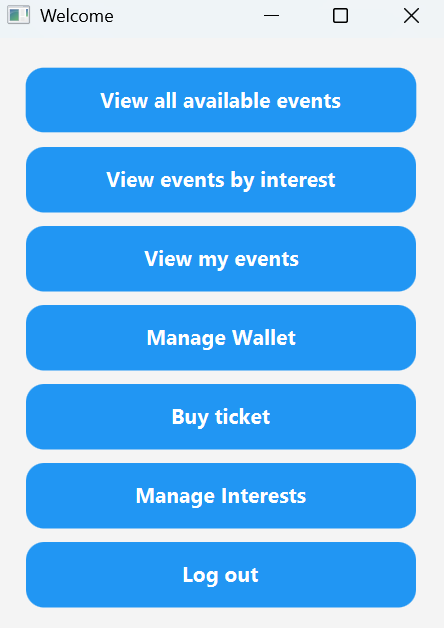 Welcome
View all available events
View events by interest
View my events
Manage Wallet
Buy ticket
Manage Interests
Log out